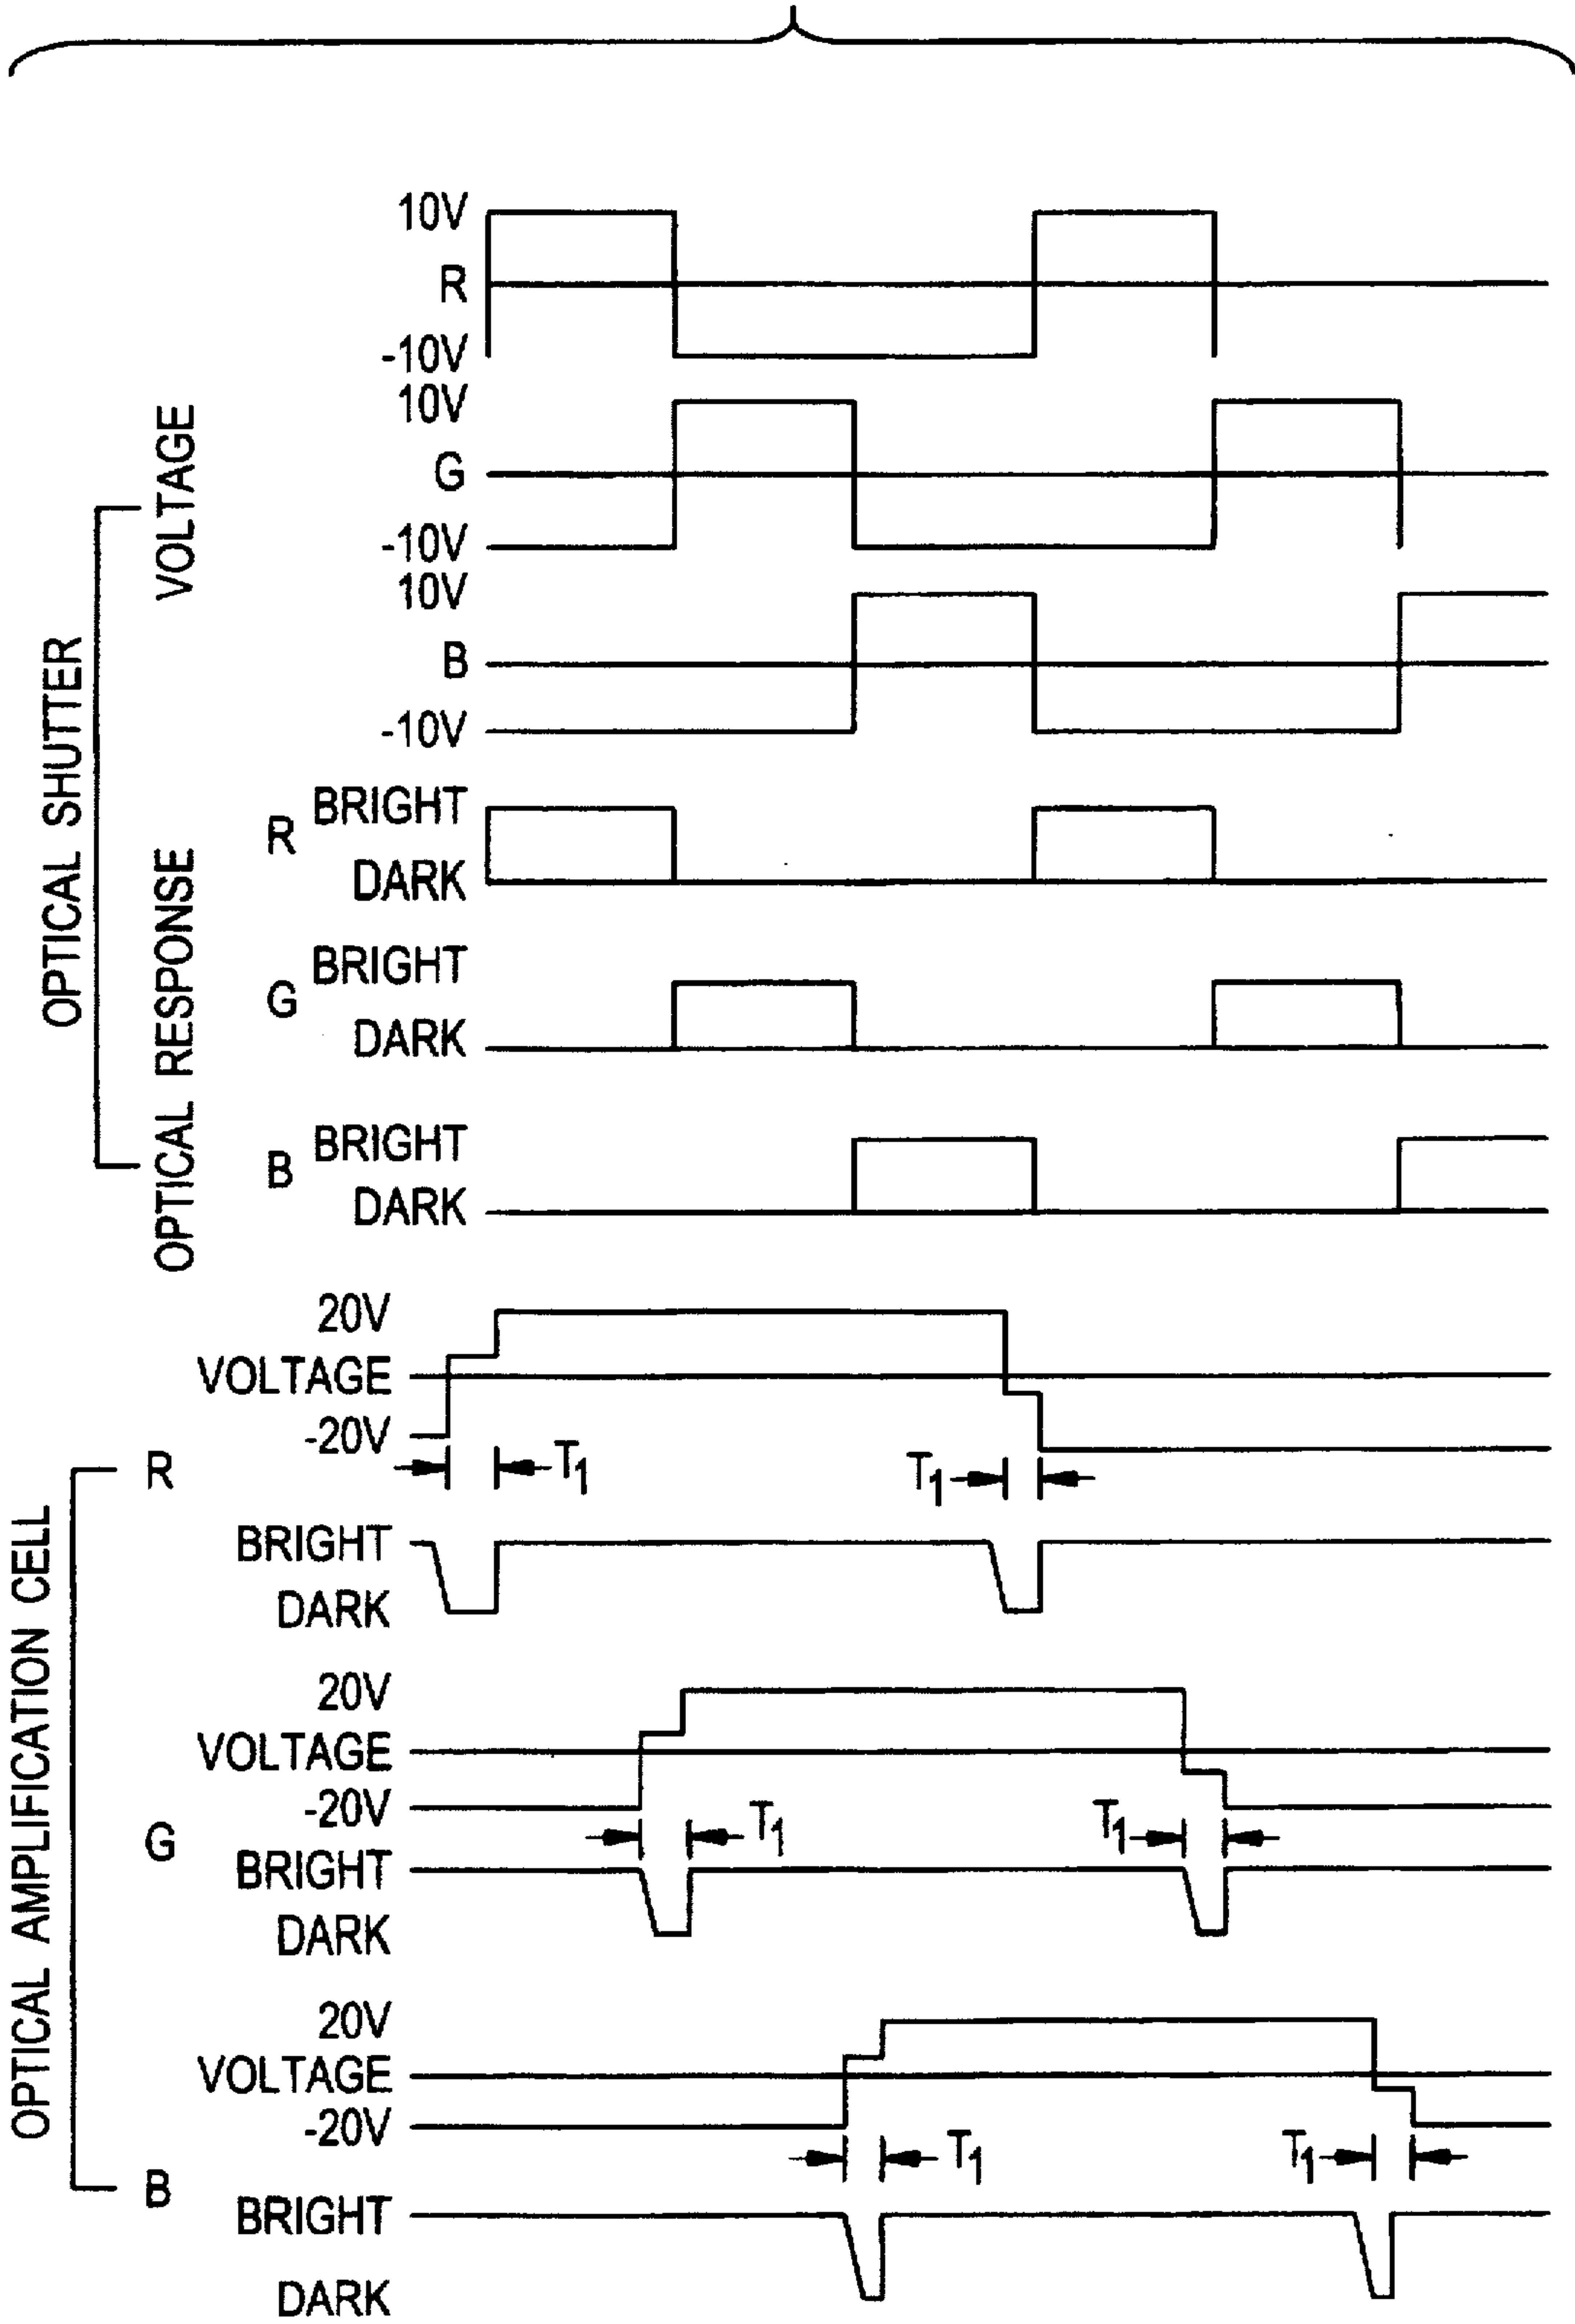 OPTICAL SHUTTER
VOLTAGE
10V
R
-10V
10V
G
-10V
10V
B
-10V
OPTICAL RESPONSE
R
BRIGHT
DARK
G
BRIGHT
DARK
B
BRIGHT
DARK
OPTICAL AMPLIFICATION CELL
R
20V
VOLTAGE
-20V
T1 T1
BRIGHT
DARK
G
20V
VOLTAGE
-20V
T1 T1
BRIGHT
DARK
B
20V
VOLTAGE
-20V
T1 T1
BRIGHT
DARK